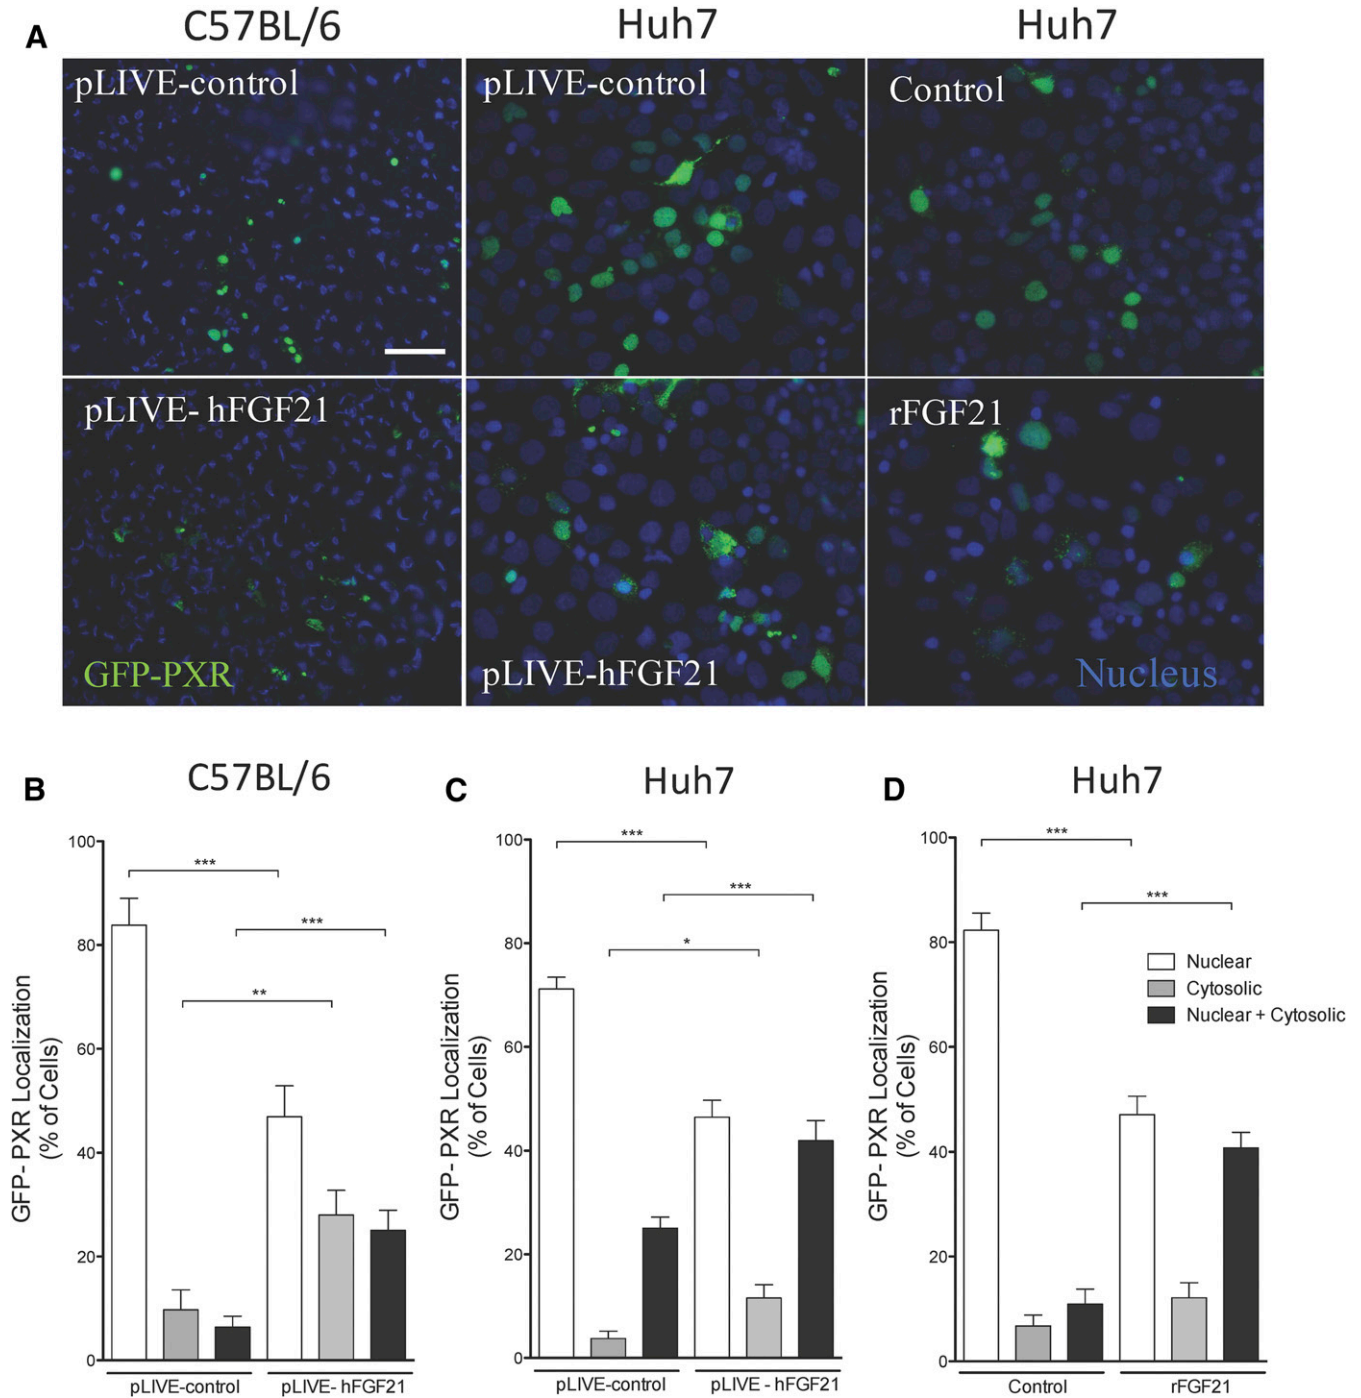 A
C57BL/6
Huh7
Huh7
pLIVE-control
pLIVE-control
Control
pLIVE- hFGF21
rFGF21
GFP-PXR
pLIVE-hFGF21
Nucleus
B
C57BL/6
C
Huh7
D
Huh7
GFP- PXR Localization
(% of Cells)
100
80
60
40
20
0
***
***
**
pLIVE-control
pLIVE- hFGF21
GFP- PXR Localization
(% of Cells)
100
80
60
40
20
0
***
***
*
pLIVE-control
pLIVE - hFGF21
GFP- PXR Localization
(% of Cells)
100
80
60
40
20
0
***
***
Nuclear
Cytosolic
Nuclear + Cytosolic
Control
rFGF21